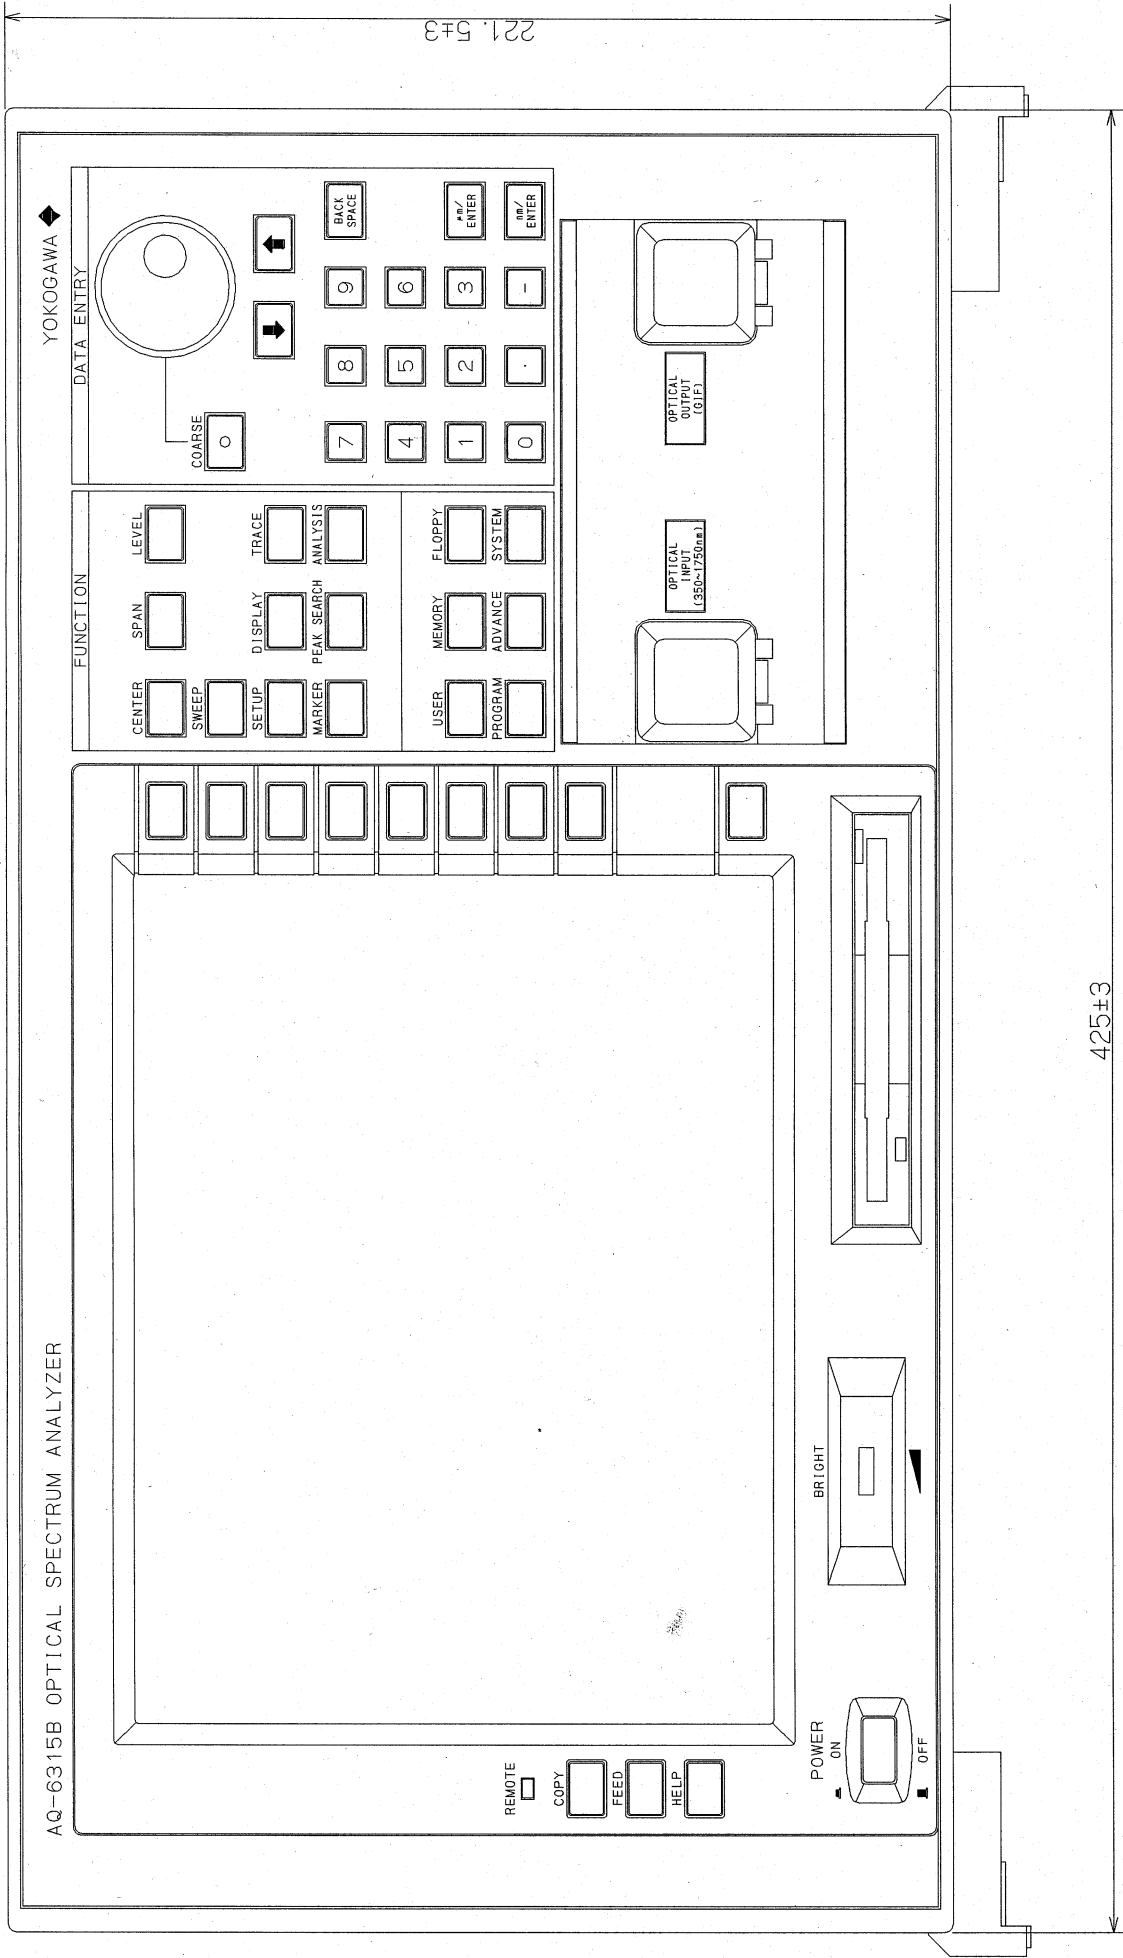 AQ-6315B OPTICAL SPECTRUM ANALYZER
YOKOGAWA
FUNCTION
DATA ENTRY
CENTER
SPAN
LEVEL
SWEEP
SETUP
DISPLAY
TRACE
MARKER
PEAK SEARCH
ANALYSIS
USER
MEMORY
FLOPPY
PROGRAM
ADVANCE
SYSTEM
COARSE
7
8
9
BACK
SPACE
4
5
6
1
2
3
μm/
ENTER
0
.
-
nm/
ENTER
OPTICAL
INPUT
(350~1750nm)
OPTICAL
OUTPUT
(GIF)
REMOTE
COPY
FEED
HELP
POWER
ON
OFF
BRIGHT
425±3
221.5±3